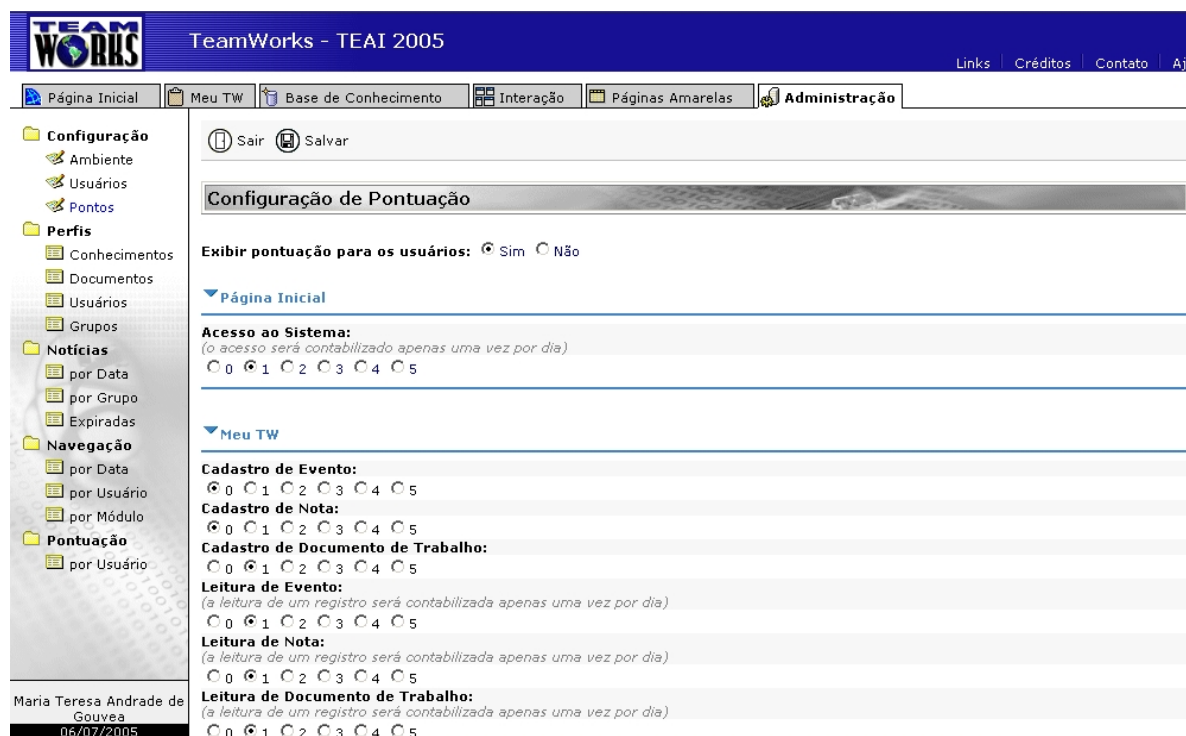 TEAM
WORKS
TeamWorks - TEAI 2005
Links Créditos Contato Aj
Página Inicial Meu TW Base de Conhecimento Interação Páginas Amarelas Administração
Configuração
Ambiente
Usuários
Pontos
Perfis
Conhecimentos
Documentos
Usuários
Grupos
Notícias
por Data
por Grupo
Expiradas
Navegação
por Data
por Usuário
por Módulo
Pontuação
por Usuário
Maria Teresa Andrade de
Gouvea
06/07/2005
Sair Salvar
Configuração de Pontuação
Exibir pontuação para os usuários: Sim Não
Página Inicial
Acesso ao Sistema:
(o acesso será contabilizado apenas uma vez por dia)
0 1 2 3 4 5
Meu TW
Cadastro de Evento:
0 1 2 3 4 5
Cadastro de Nota:
0 1 2 3 4 5
Cadastro de Documento de Trabalho:
0 1 2 3 4 5
Leitura de Evento:
(a leitura de um registro será contabilizada apenas uma vez por dia)
0 1 2 3 4 5
Leitura de Nota:
(a leitura de um registro será contabilizada apenas uma vez por dia)
0 1 2 3 4 5
Leitura de Documento de Trabalho:
(a leitura de um registro será contabilizada apenas uma vez por dia)
0 1 2 3 4 5